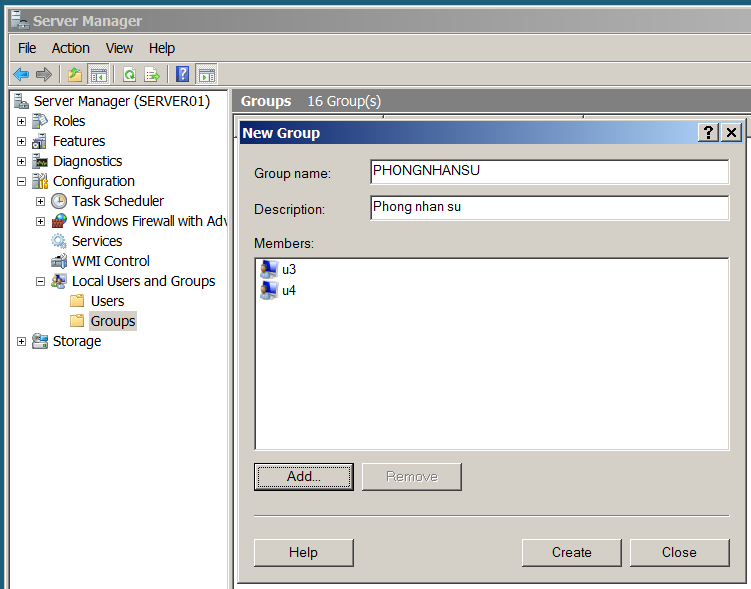 Server Manager
File Action View Help
Server Manager (SERVER01)
Roles
Features
Diagnostics
Configuration
Task Scheduler
Windows Firewall with Adv
Services
WMI Control
Local Users and Groups
Users
Groups
Storage
Groups 16 Group(s)
New Group
Group name: PHONGNHANSU
Description: Phong nhan su
Members:
u3
u4
Add... Remove
Help Create Close